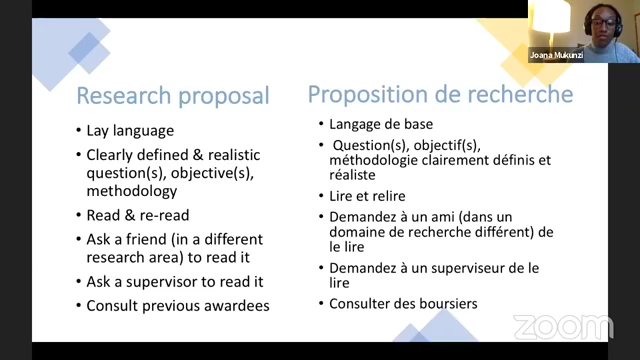 Joana Mukunzi
Research proposal
• Lay language
• Clearly defined & realistic
question(s), objective(s),
methodology
• Read & re-read
• Ask a friend (in a different
research area) to read it
• Ask a supervisor to read it
• Consult previous awardees
Proposition de recherche
• Langage de base
• Question(s), objectif(s),
méthodologie clairement définis et
réaliste
• Lire et relire
• Demandez à un ami (dans un
domaine de recherche différent) de
le lire
• Demandez à un superviseur de le
lire
• Consulter des boursiers
zoom